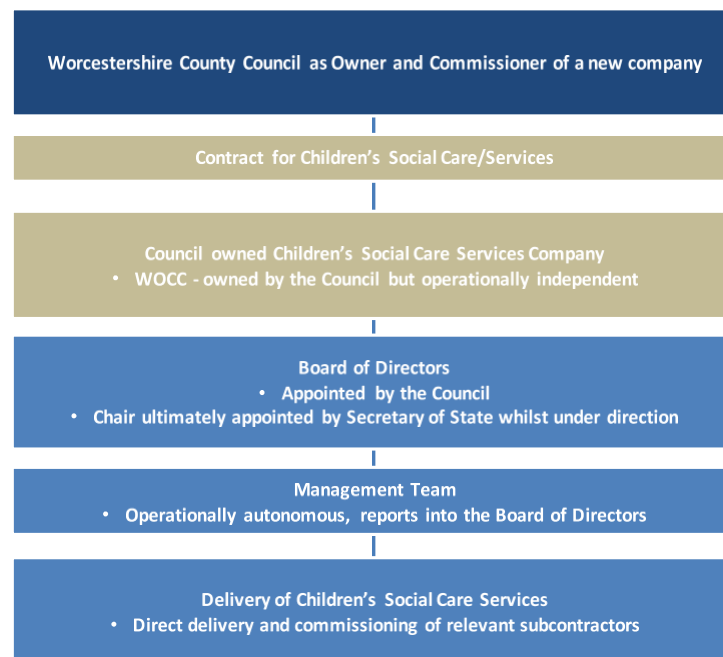 Worcestershire County Council as Owner and Commissioner of a new company
Contract for Children's Social Care/Services
Council owned Children's Social Care Services Company
• WOCC - owned by the Council but operationally independent
Board of Directors
• Appointed by the Council
• Chair ultimately appointed by Secretary of State whilst under direction
Management Team
• Operationally autonomous, reports into the Board of Directors
Delivery of Children's Social Care Services
• Direct delivery and commissioning of relevant subcontractors